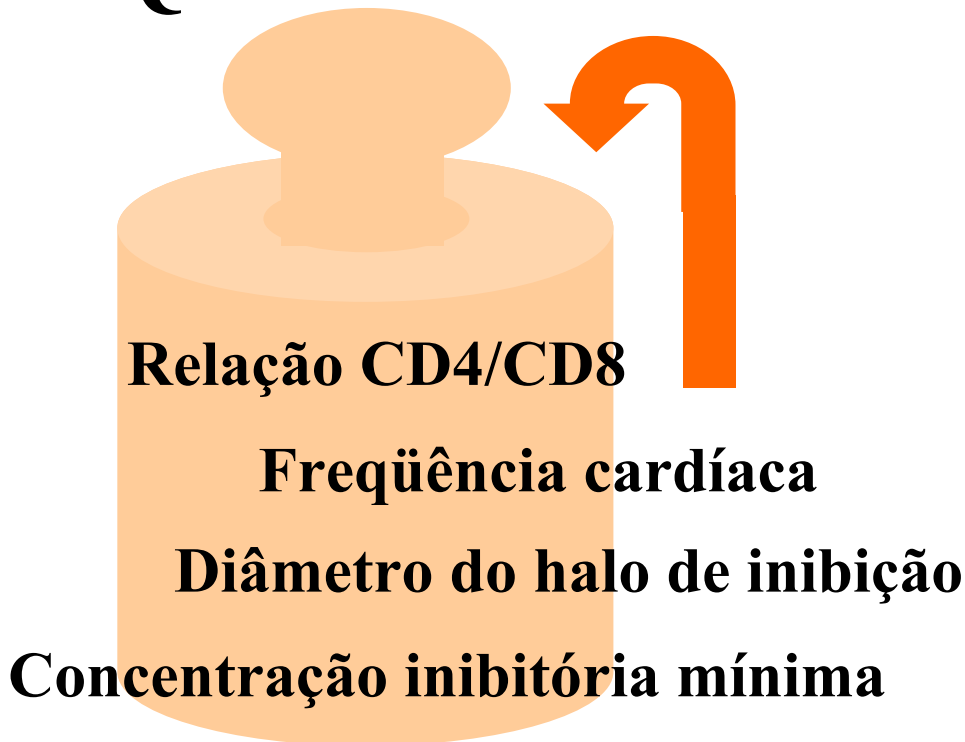 Relação CD4/CD8
Freqüência cardíaca
Diâmetro do halo de inibição
Concentração inibitória mínima